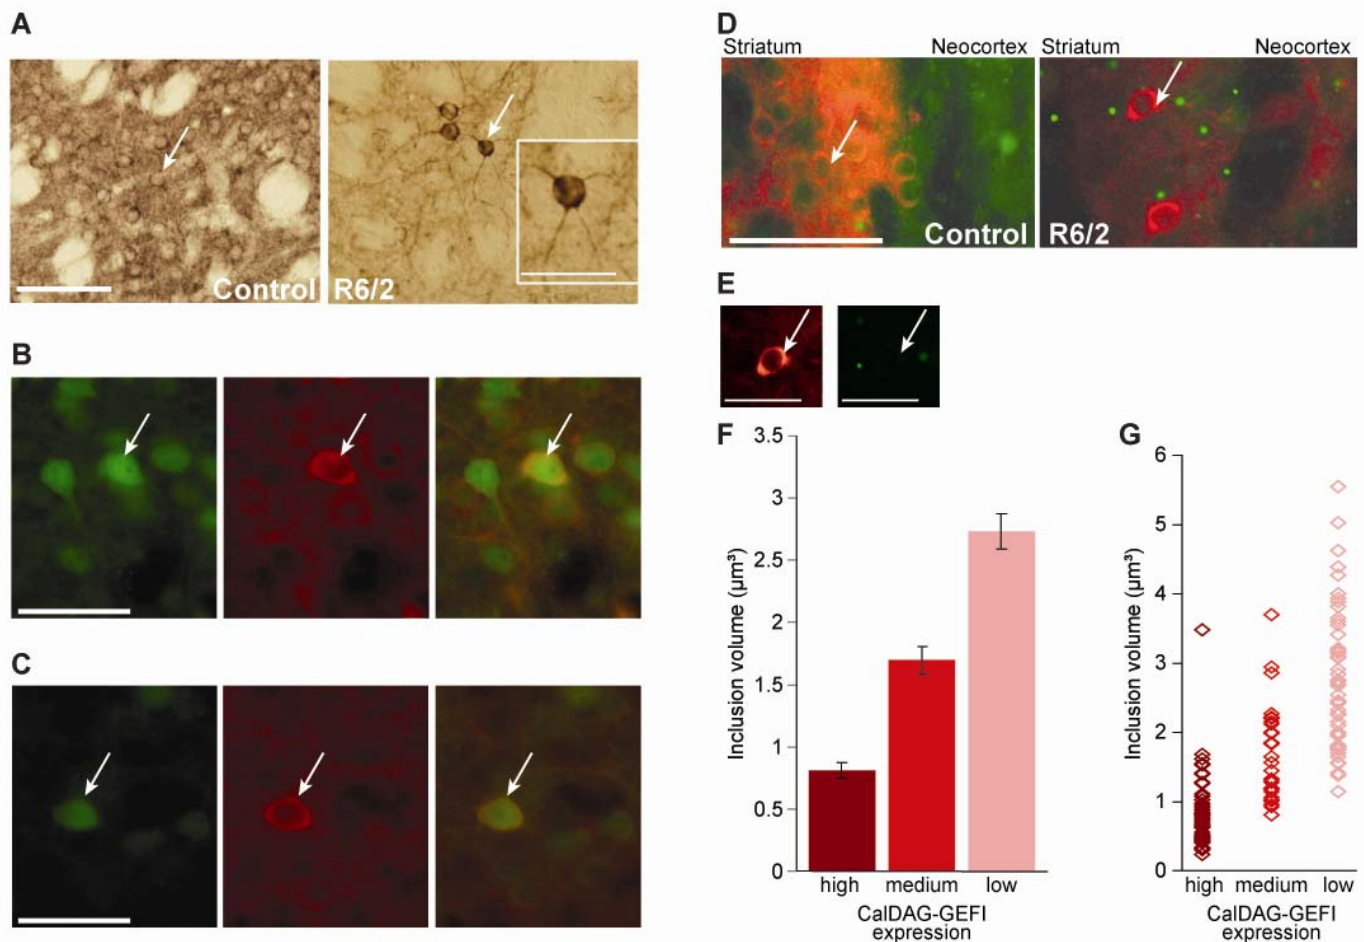 A
Control
R6/2
B
C
D
Striatum
Neocortex
Striatum
Neocortex
Control
R6/2
E
F
3.5
3
2.5
2
1.5
1
0.5
0
Inclusion volume (μm³)
high
medium
low
CalDAG-GEFI
expression
G
6
5
4
3
2
1
0
Inclusion volume (μm³)
high
medium
low
CalDAG-GEFI
expression